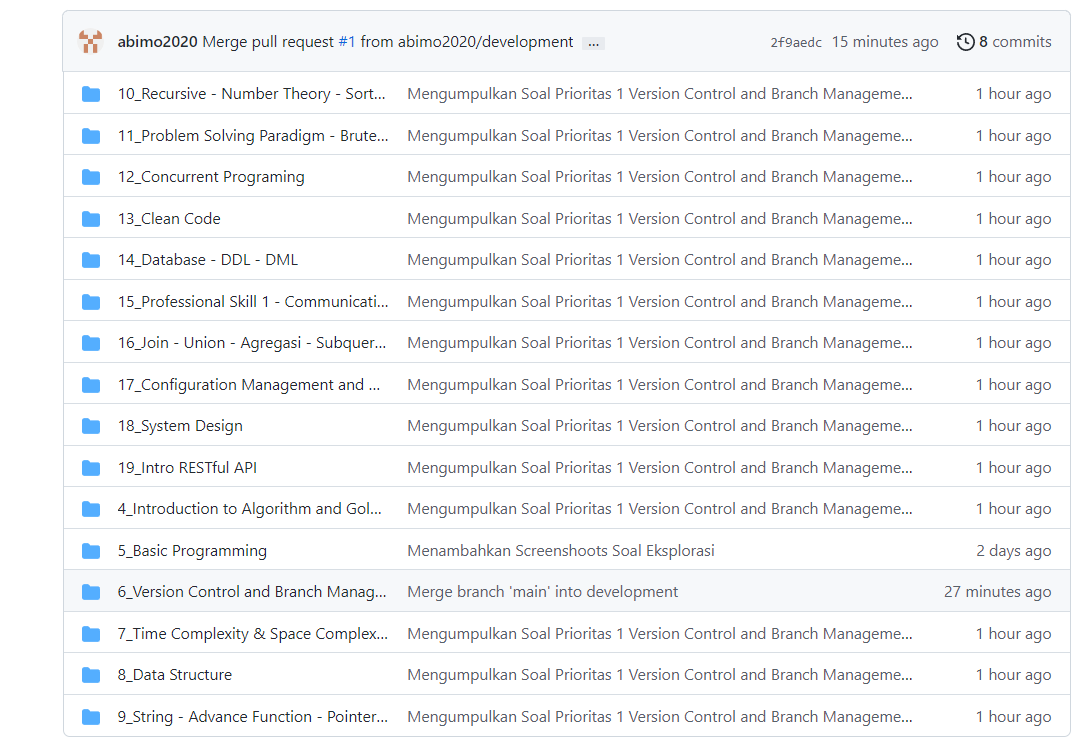 abimo2020 Merge pull request #1 from abimo2020/development ... 2f9aedc 15 minutes ago 8 commits
10_Recursive - Number Theory - Sort... Mengumpulkan Soal Prioritas 1 Version Control and Branch Manageme... 1 hour ago
11_Problem Solving Paradigm - Brute... Mengumpulkan Soal Prioritas 1 Version Control and Branch Manageme... 1 hour ago
12_Concurrent Programing Mengumpulkan Soal Prioritas 1 Version Control and Branch Manageme... 1 hour ago
13_Clean Code Mengumpulkan Soal Prioritas 1 Version Control and Branch Manageme... 1 hour ago
14_Database - DDL - DML Mengumpulkan Soal Prioritas 1 Version Control and Branch Manageme... 1 hour ago
15_Professional Skill 1 - Communicati... Mengumpulkan Soal Prioritas 1 Version Control and Branch Manageme... 1 hour ago
16_Join - Union - Agregasi - Subquer... Mengumpulkan Soal Prioritas 1 Version Control and Branch Manageme... 1 hour ago
17_Configuration Management and ... Mengumpulkan Soal Prioritas 1 Version Control and Branch Manageme... 1 hour ago
18_System Design Mengumpulkan Soal Prioritas 1 Version Control and Branch Manageme... 1 hour ago
19_Intro RESTful API Mengumpulkan Soal Prioritas 1 Version Control and Branch Manageme... 1 hour ago
4_Introduction to Algorithm and Gol... Mengumpulkan Soal Prioritas 1 Version Control and Branch Manageme... 1 hour ago
5_Basic Programming Menambahkan Screenshoots Soal Eksplorasi 2 days ago
6_Version Control and Branch Manag... Merge branch 'main' into development 27 minutes ago
7_Time Complexity & Space Complex... Mengumpulkan Soal Prioritas 1 Version Control and Branch Manageme... 1 hour ago
8_Data Structure Mengumpulkan Soal Prioritas 1 Version Control and Branch Manageme... 1 hour ago
9_String - Advance Function - Pointer... Mengumpulkan Soal Prioritas 1 Version Control and Branch Manageme... 1 hour ago